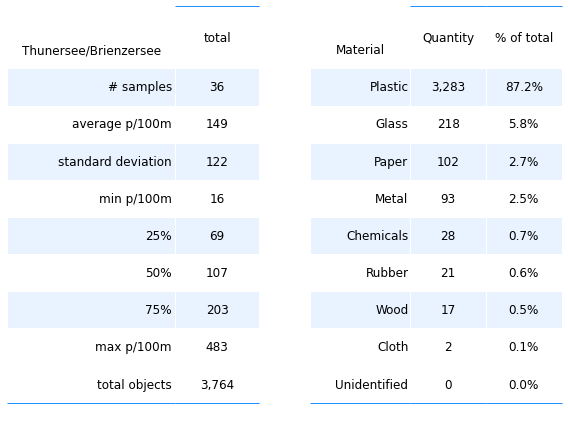 Thunersee/Brienzersee total
# samples 36
average p/100m 149
standard deviation 122
min p/100m 16
25% 69
50% 107
75% 203
max p/100m 483
total objects 3,764
Material Quantity % of total
Plastic 3,283 87.2%
Glass 218 5.8%
Paper 102 2.7%
Metal 93 2.5%
Chemicals 28 0.7%
Rubber 21 0.6%
Wood 17 0.5%
Cloth 2 0.1%
Unidentified 0 0.0%